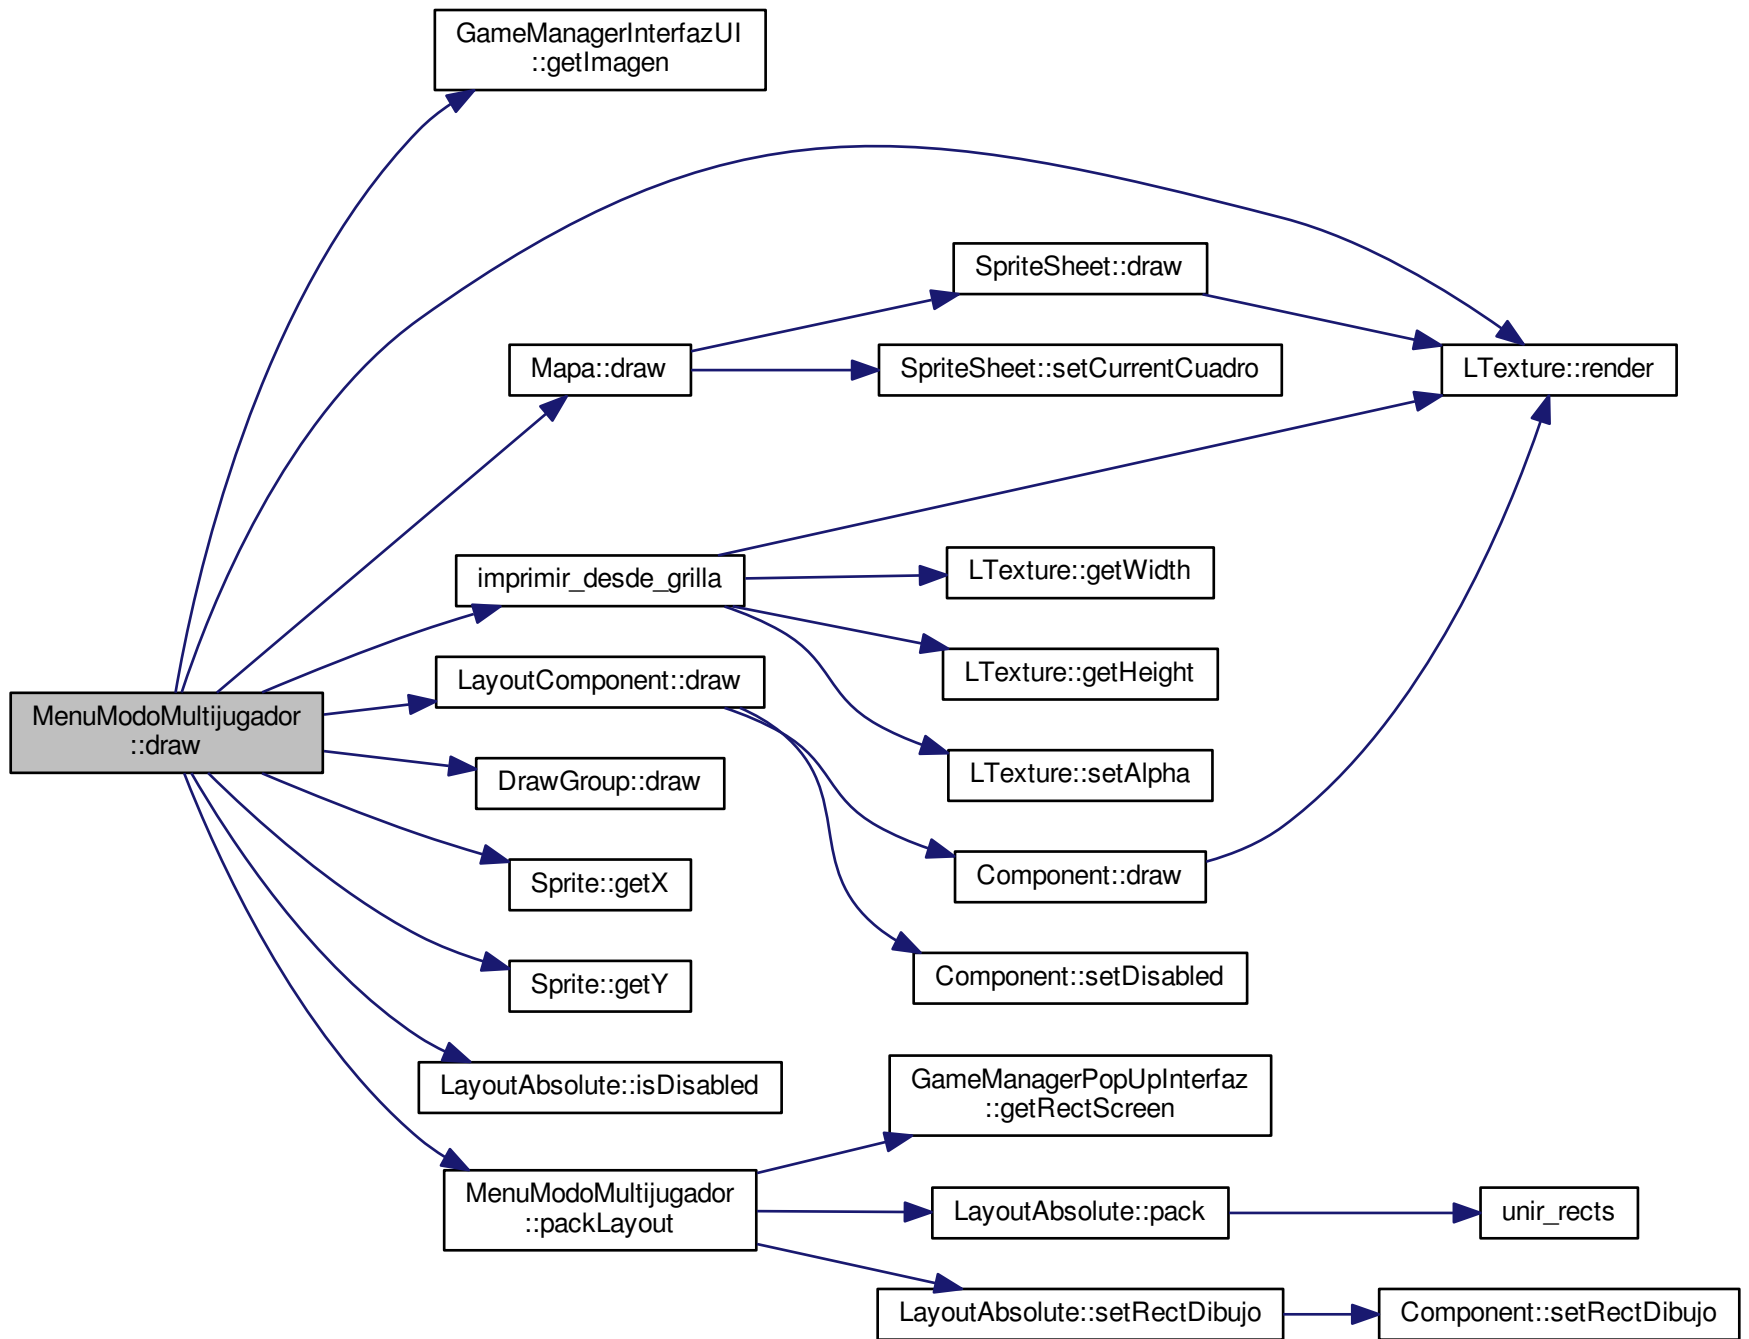 GameManagerInterfazUI
::getImagen
SpriteSheet::draw
Mapa::draw
SpriteSheet::setCurrentCuadro
LTexture::render
imprimir_desde_grilla
LTexture::getWidth
LTexture::getHeight
LayoutComponent::draw
MenuModoMultijugador
::draw
LTexture::setAlpha
DrawGroup::draw
Component::draw
Sprite::getX
Component::setDisabled
Sprite::getY
LayoutAbsolute::isDisabled
GameManagerPopUpInterfaz
::getRectScreen
MenuModoMultijugador
::packLayout
LayoutAbsolute::pack
unir_rects
LayoutAbsolute::setRectDibujo
Component::setRectDibujo